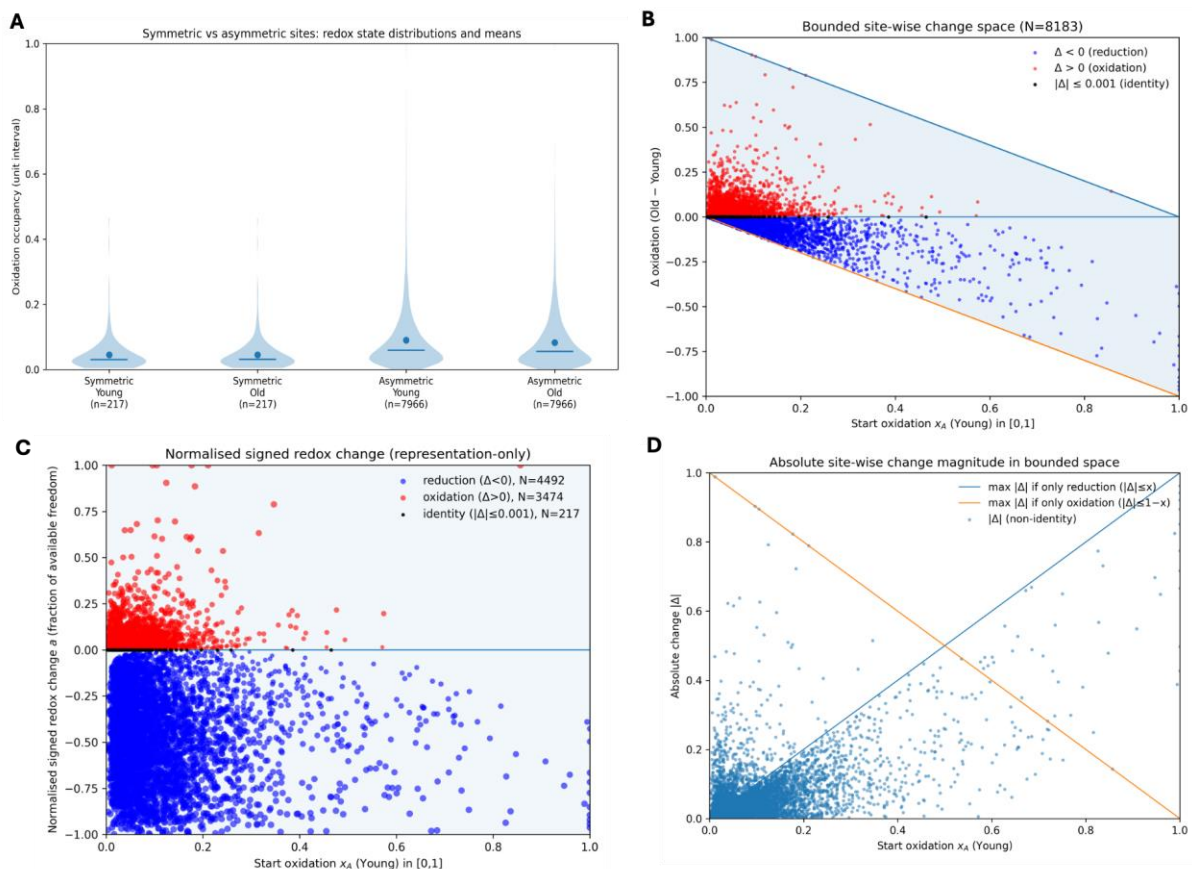 A
Symmetric vs asymmetric sites: redox state distributions and means
Oxidation occupancy (unit interval)
1.0
0.8
0.6
0.4
0.2
0.0
Symmetric
Young
(n=217)
Symmetric
Old
(n=217)
Asymmetric
Young
(n=7966)
Asymmetric
Old
(n=7966)
B
Bounded site-wise change space (N=8183)
Δ < 0 (reduction)
Δ > 0 (oxidation)
|Δ| ≤ 0.001 (identity)
Δ oxidation (Old − Young)
1.00
0.75
0.50
0.25
0.00
−0.25
−0.50
−0.75
−1.00
0.0 0.2 0.4 0.6 0.8 1.0
Start oxidation xA (Young) in [0,1]
C
Normalised signed redox change (representation-only)
reduction (Δ<0), N=4492
oxidation (Δ>0), N=3474
identity (|Δ|≤0.001), N=217
Normalised signed redox change a (fraction of available freedom)
1.00
0.75
0.50
0.25
0.00
−0.25
−0.50
−0.75
−1.00
0.0 0.2 0.4 0.6 0.8 1.0
Start oxidation xA (Young) in [0,1]
D
Absolute site-wise change magnitude in bounded space
max |Δ| if only reduction (|Δ|≤x)
max |Δ| if only oxidation (|Δ|≤1−x)
|Δ| (non-identity)
Absolute change |Δ|
1.0
0.8
0.6
0.4
0.2
0.0
0.0 0.2 0.4 0.6 0.8 1.0
Start oxidation xA (Young)